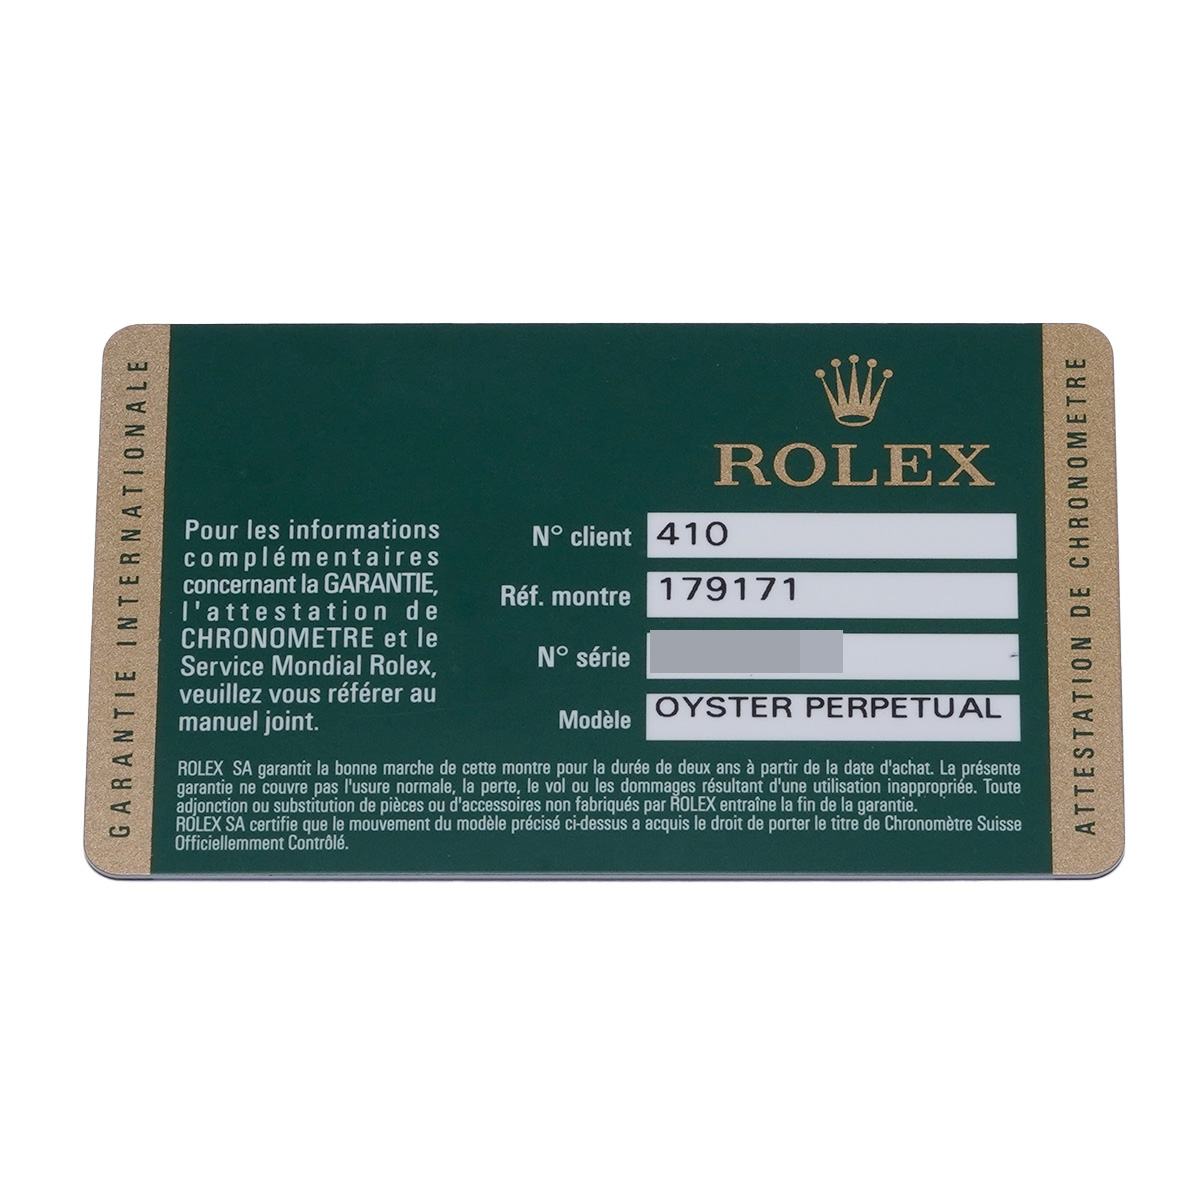 GARANTIE INTERNATIONALE
ROLEX
Pour les informations
complémentaires
concernant la GARANTIE,
l'attestation de
CHRONOMETRE et le
Service Mondial Rolex,
veuillez vous référer au
manuel joint.
N° client 410
Réf. montre 179171
N° série
Modèle OYSTER PERPETUAL
ROLEX SA garantit la bonne marche de cette montre pour la durée de deux ans à partir de la date d'achat. La présente
garantie ne couvre pas l'usure normale, la perte, le vol ou les dommages résultant d'une utilisation inappropriée. Toute
adjonction ou substitution de pièces ou d'accessoires non fabriqués par ROLEX entraîne la fin de la garantie.
ROLEX SA certifie que le mouvement du modèle précisé ci-dessus a acquis le droit de porter le titre de Chronomètre Suisse
Officiellemment Contrôlé.
ATTESTATION DE CHRONOMETRE